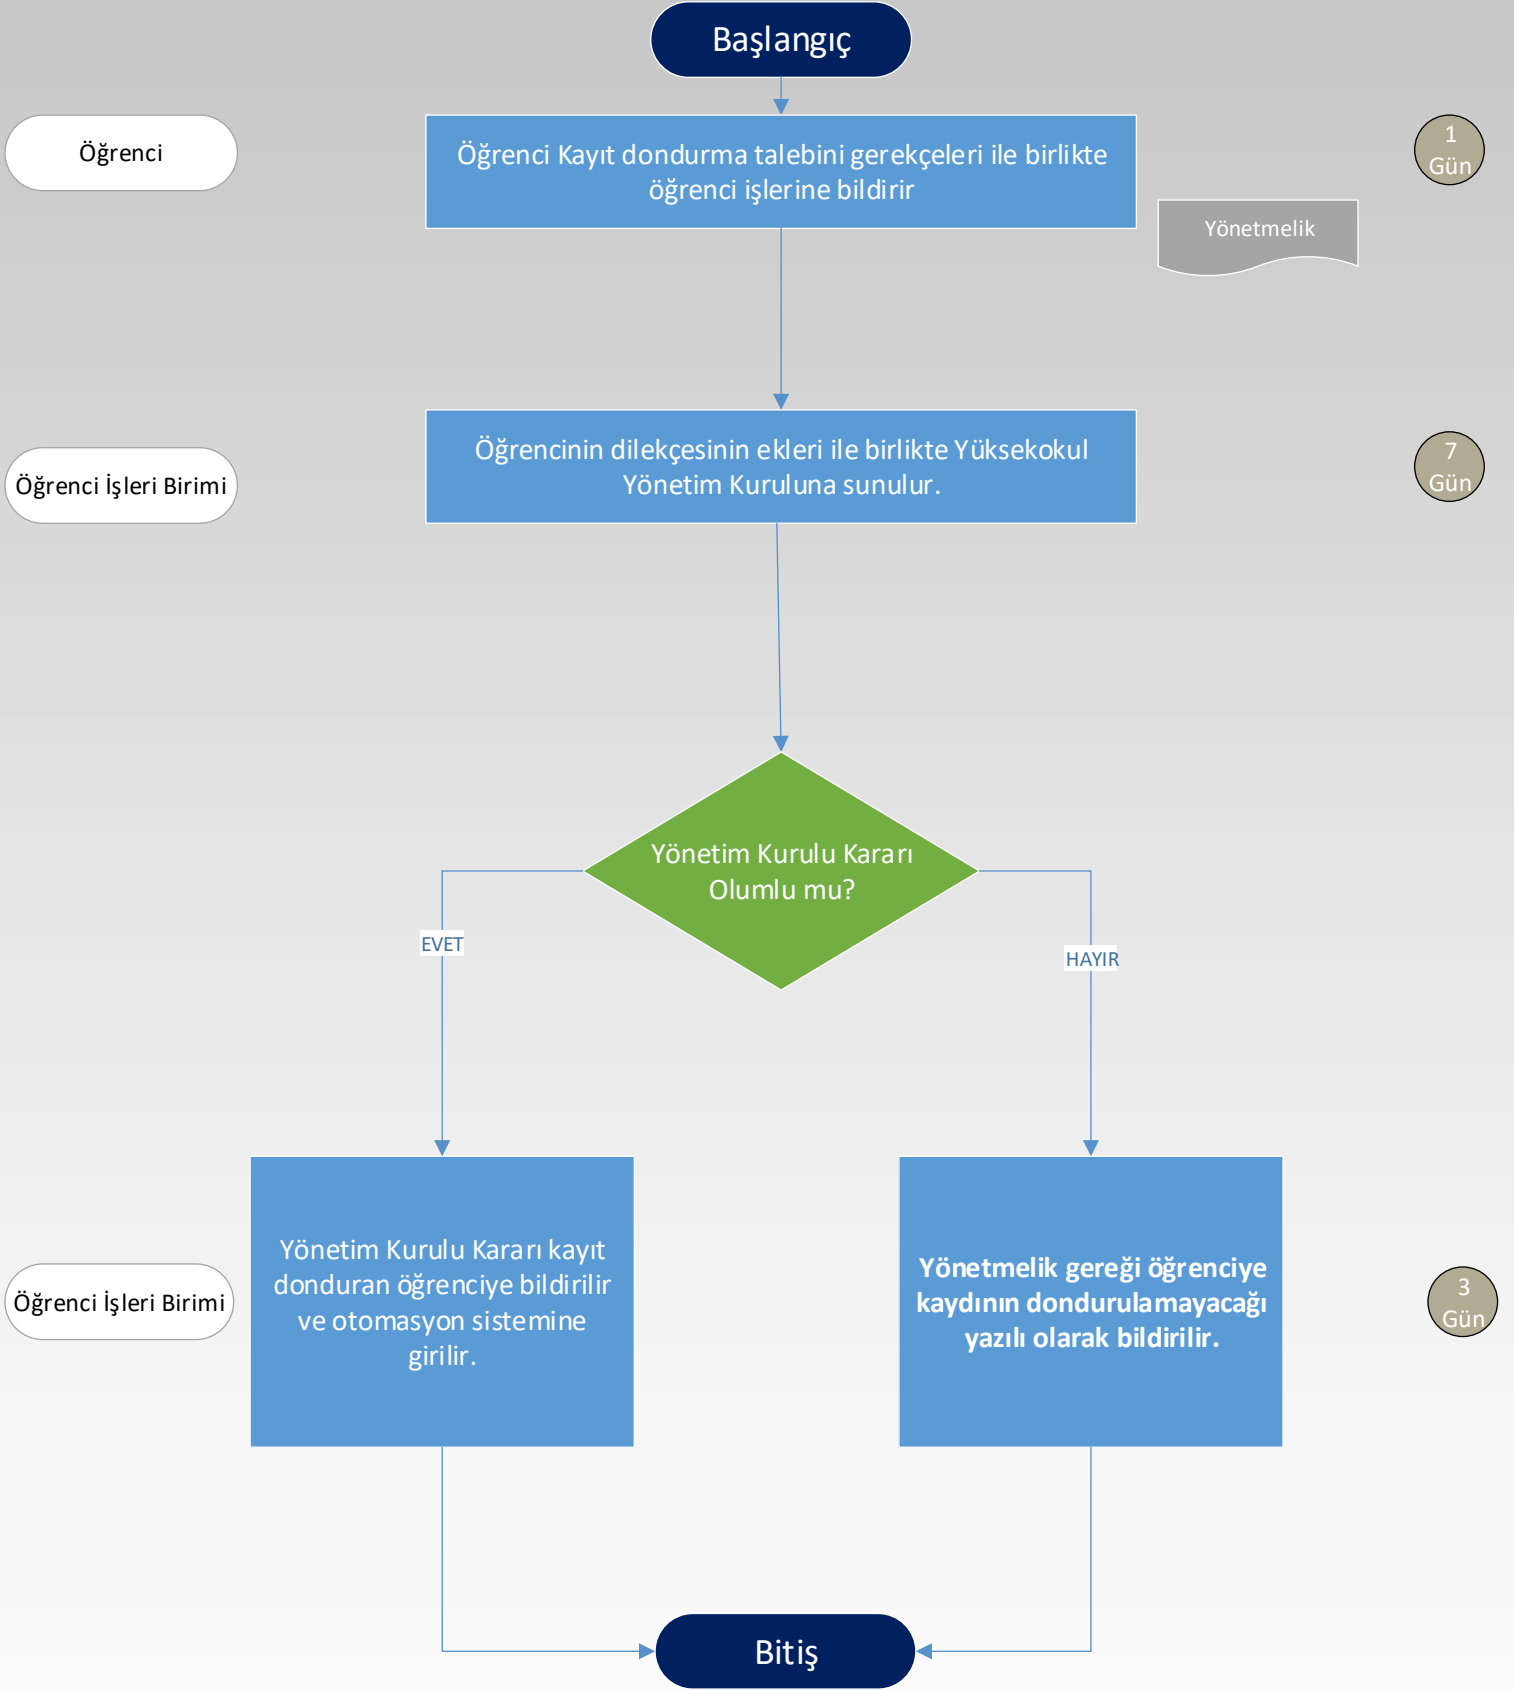 Başlangıç
Öğrenci
Öğrenci Kayıt dondurma talebini gerekçeleri ile birlikte
öğrenci işlerine bildirir
1
Gün
Yönetmelik
Öğrenci İşleri Birimi
Öğrencinin dilekçesinin ekleri ile birlikte Yüksekokul
Yönetim Kuruluna sunulur.
7
Gün
Yönetim Kurulu Kararı
Olumlu mu?
EVET
HAYIR
Öğrenci İşleri Birimi
Yönetim Kurulu Kararı kayıt
donduran öğrenciye bildirilir
ve otomasyon sistemine
girilir.
Yönetmelik gereği öğrenciye
kaydının dondurulamayacağı
yazılı olarak bildirilir.
3
Gün
Bitiş